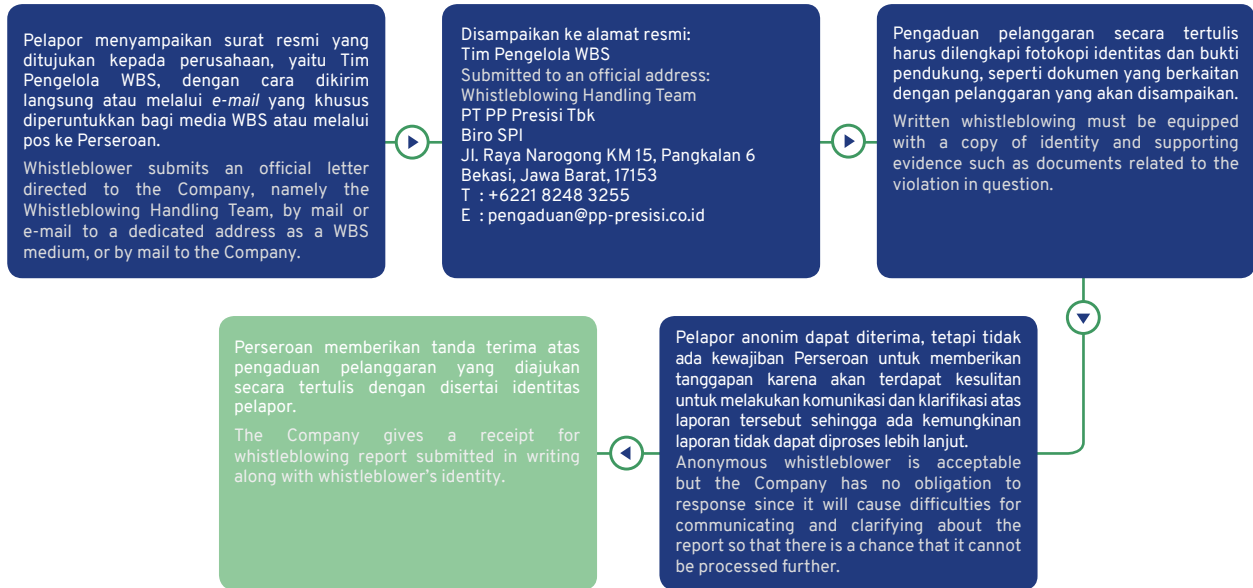 Pelapor menyampaikan surat resmi yang
ditujukan kepada perusahaan, yaitu Tim
Pengelola WBS, dengan cara dikirim
langsung atau melalui e-mail yang khusus
diperuntukkan bagi media WBS atau melalui
pos ke Perseroan.
Whistleblower submits an official letter
directed to the Company, namely the
Whistleblowing Handling Team, by mail or
e-mail to a dedicated address as a WBS
medium, or by mail to the Company.
Disampaikan ke alamat resmi:
Tim Pengelola WBS
Submitted to an official address:
Whistleblowing Handling Team
PT PP Presisi Tbk
Biro SPI
Jl. Raya Narogong KM 15, Pangkalan 6
Bekasi, Jawa Barat, 17153
T : +6221 8248 3255
E : pengaduan@pp-presisi.co.id
Pengaduan pelanggaran secara tertulis
harus dilengkapi fotokopi identitas dan bukti
pendukung, seperti dokumen yang berkaitan
dengan pelanggaran yang akan disampaikan.
Written whistleblowing must be equipped
with a copy of identity and supporting
evidence such as documents related to the
violation in question.
Pelapor anonim dapat diterima, tetapi tidak
ada kewajiban Perseroan untuk memberikan
tanggapan karena akan terdapat kesulitan
untuk melakukan komunikasi dan klarifikasi atas
laporan tersebut sehingga ada kemungkinan
laporan tidak dapat diproses lebih lanjut.
Anonymous whistleblower is acceptable
but the Company has no obligation to
response since it will cause difficulties for
communicating and clarifying about the
report so that there is a chance that it cannot
be processed further.
Perseroan memberikan tanda terima atas
pengaduan pelanggaran yang diajukan
secara tertulis dengan disertai identitas
pelapor.
The Company gives a receipt for
whistleblowing report submitted in writing
along with whistleblower's identity.